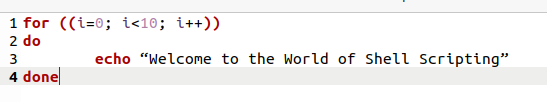 1 for ((i=0; i<10; i++))
2 do
3 echo “Welcome to the World of Shell Scripting”
4 done